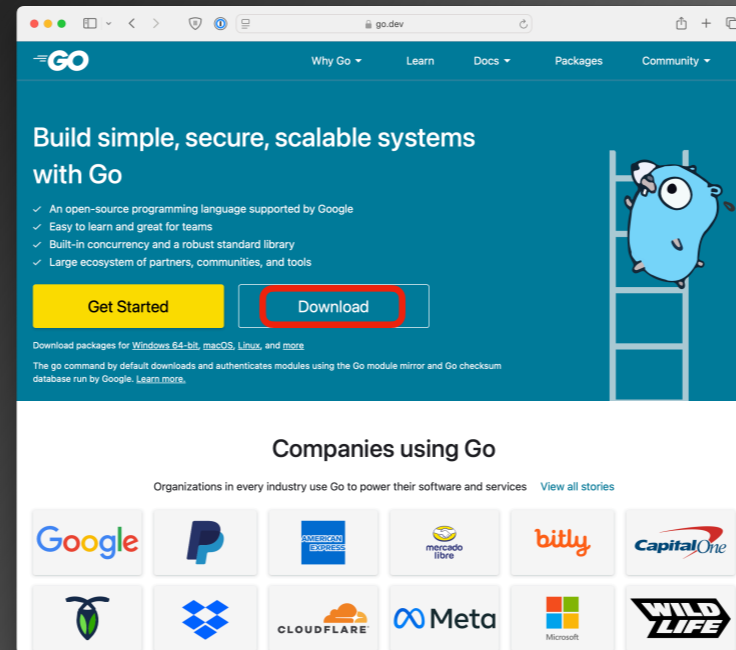 go.dev
GO
Why Go
Learn
Docs
Packages
Community
Build simple, secure, scalable systems
with Go
An open-source programming language supported by Google
Easy to learn and great for teams
Built-in concurrency and a robust standard library
Large ecosystem of partners, communities, and tools
Get Started
Download
Download packages for Windows 64-bit, macOS, Linux, and more
The go command by default downloads and authenticates modules using the Go module mirror and Go checksum
database run by Google. Learn more.
Companies using Go
Organizations in every industry use Go to power their software and services View all stories
Google
AMERICAN
EXPRESS
mercado
libre
bitly
Capital One
CLOUDFLARE
Meta
Microsoft
WILD
LIFE